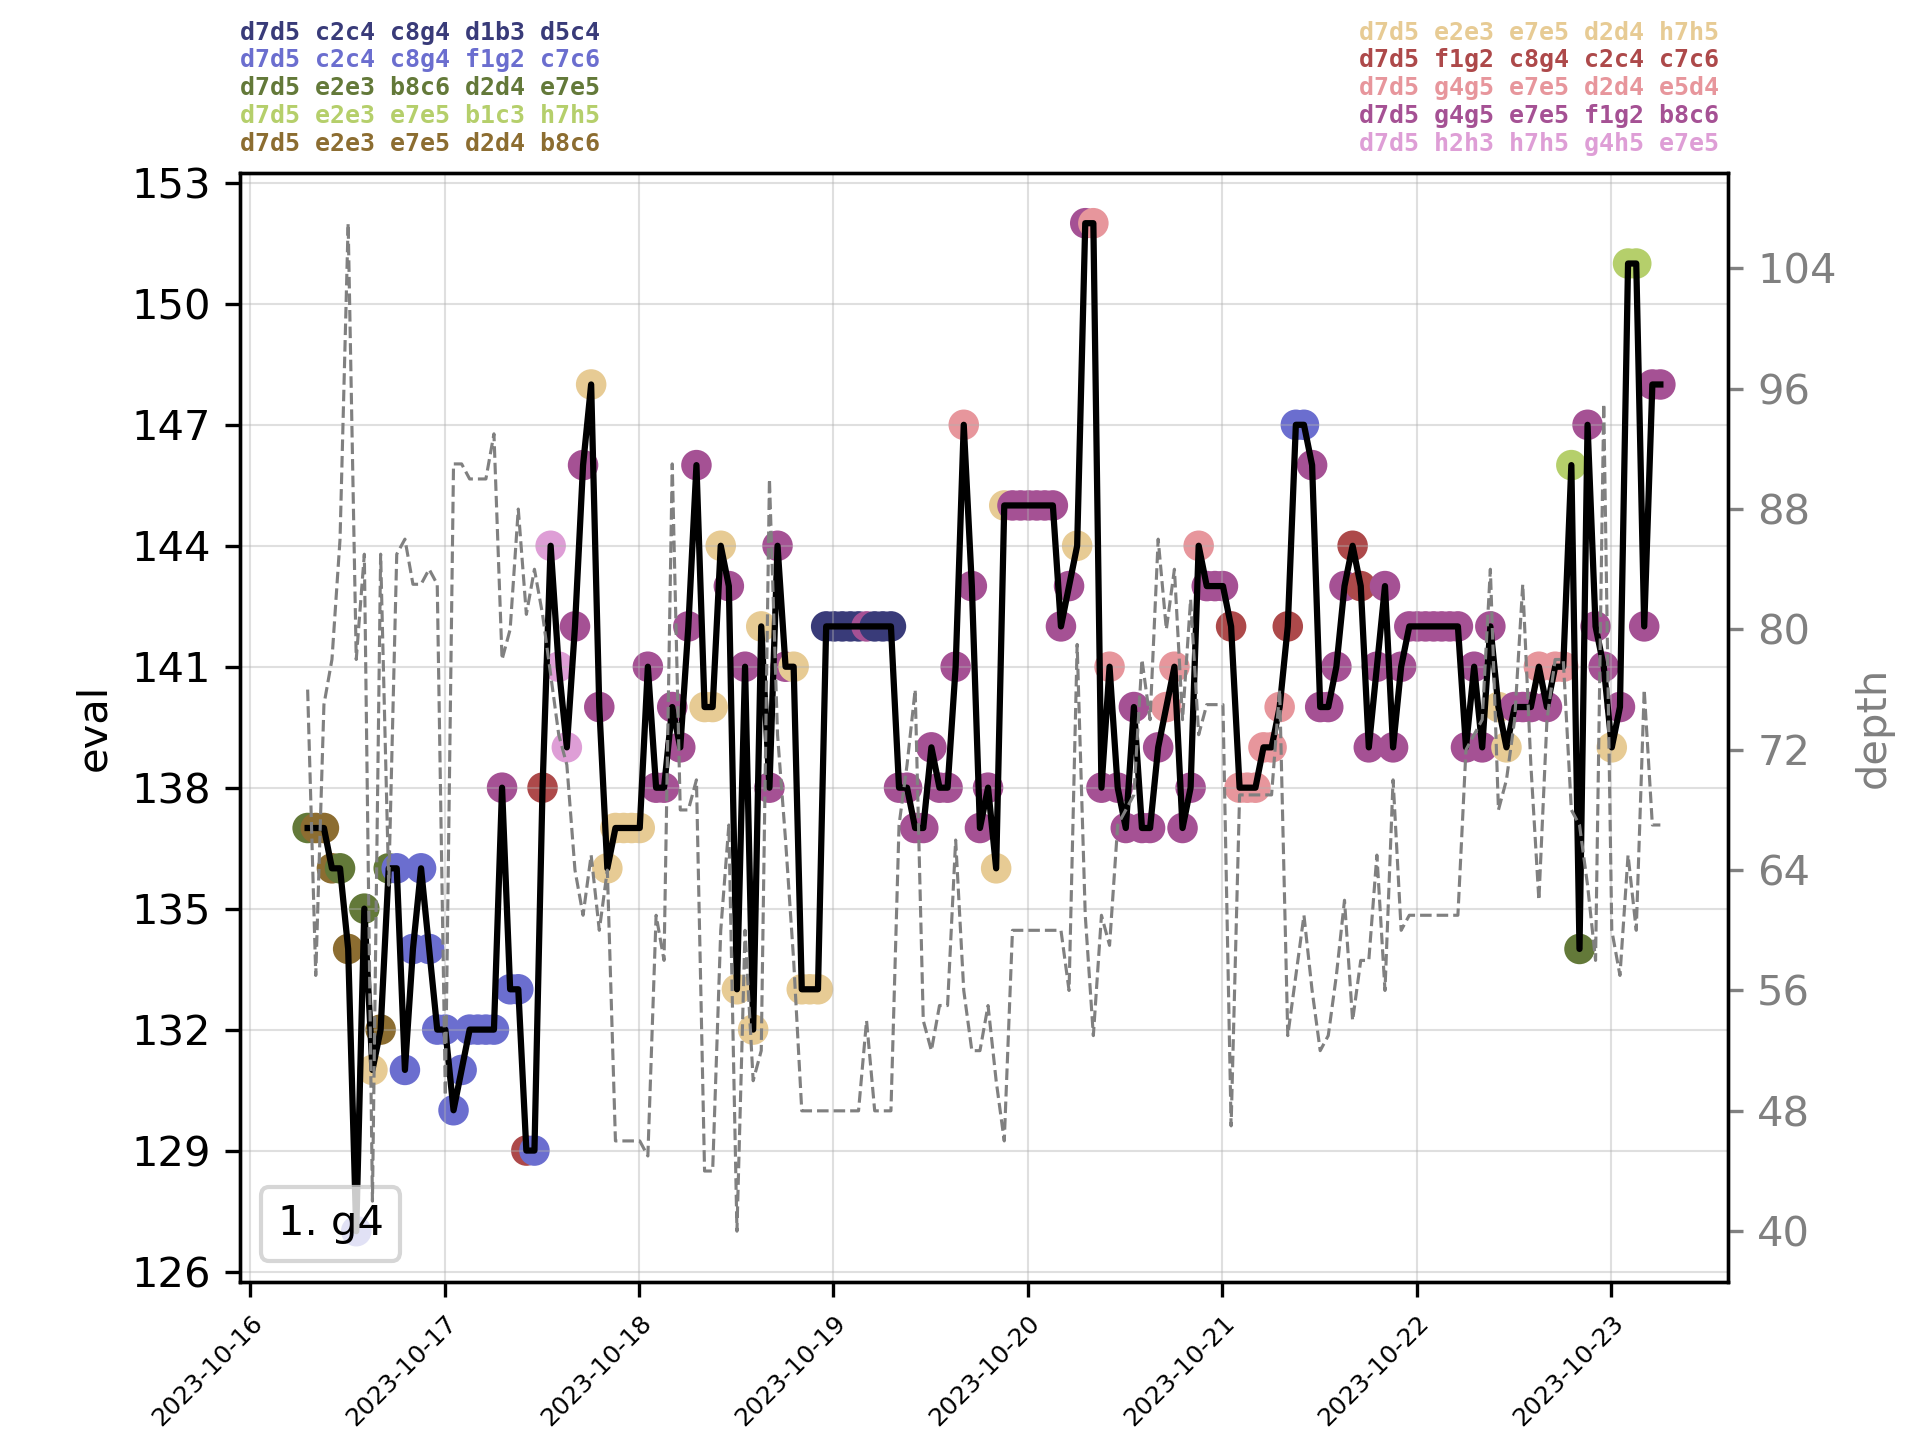 d7d5 c2c4 c8g4 d1b3 d5c4
d7d5 c2c4 c8g4 f1g2 c7c6
d7d5 e2e3 b8c6 d2d4 e7e5
d7d5 e2e3 e7e5 b1c3 h7h5
d7d5 e2e3 e7e5 d2d4 b8c6
d7d5 e2e3 e7e5 d2d4 h7h5
d7d5 f1g2 c8g4 c2c4 c7c6
d7d5 g4g5 e7e5 d2d4 e5d4
d7d5 g4g5 e7e5 f1g2 b8c6
d7d5 h2h3 h7h5 g4h5 e7e5
153
150
147
144
141
138
135
132
129
126
eval
104
96
88
80
72
64
56
48
40
depth
1. g4
2023-10-16
2023-10-17
2023-10-18
2023-10-19
2023-10-20
2023-10-21
2023-10-22
2023-10-23